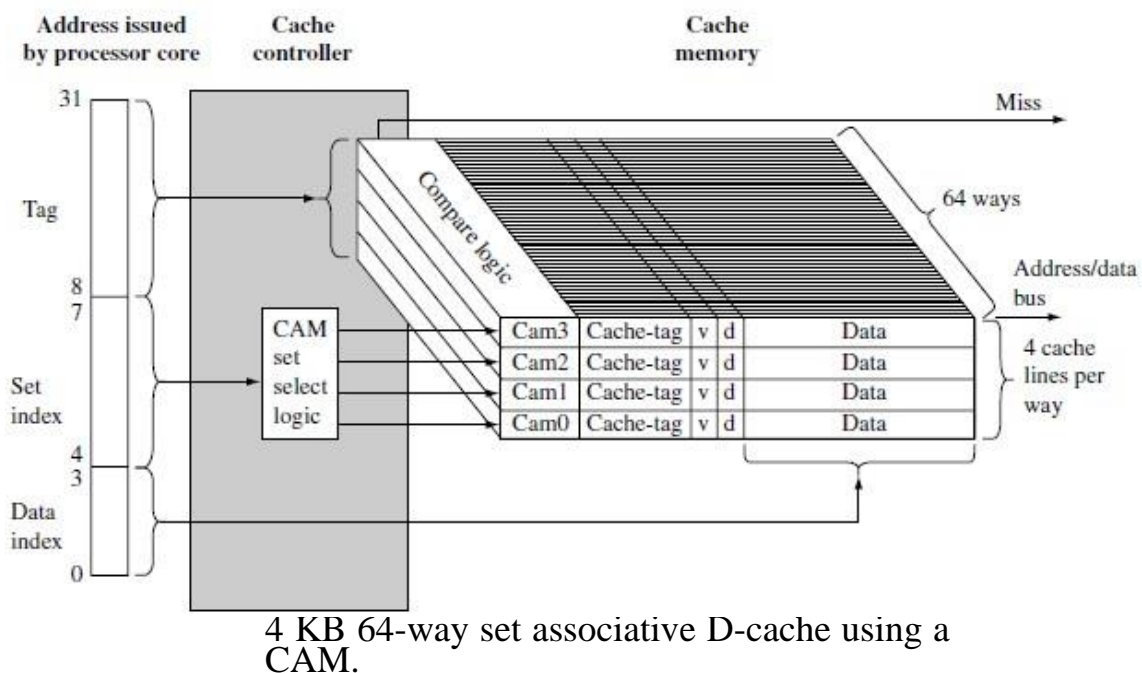 Address issued
by processor core
Cache
controller
Cache
memory
31
Miss
Compare logic
64 ways
Tag
Address/data
bus
8
7
CAM
set
select
logic
Cam3 Cache-tag v d Data
Cam2 Cache-tag v d Data
Cam1 Cache-tag v d Data
Cam0 Cache-tag v d Data
4 cache
lines per
way
Set
index
4
3
Data
index
0
4 KB 64-way set associative D-cache using a
CAM.